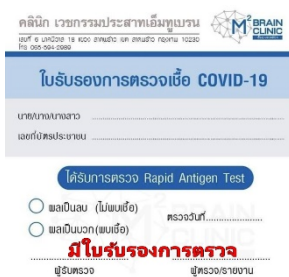 คลินิก เวชกรรมประสาทเอ็มทูเบรน
M² BRAIN
CLINIC
โทร 065-594-5989
ใบรับรองการตรวจเชื้อ COVID-19
นาย/นาง/นางสาว
เลขที่บัตรประชาชน
ได้รับการตรวจ Rapid Antigen Test
ผลเป็นลบ (ไม่พบเชื้อ)
ตรวจวันที่
ผลเป็นบวก (พบเชื้อ)
มีใบรับรองการตรวจ
ผู้รับตรวจ
ผู้ตรวจ/รายงาน